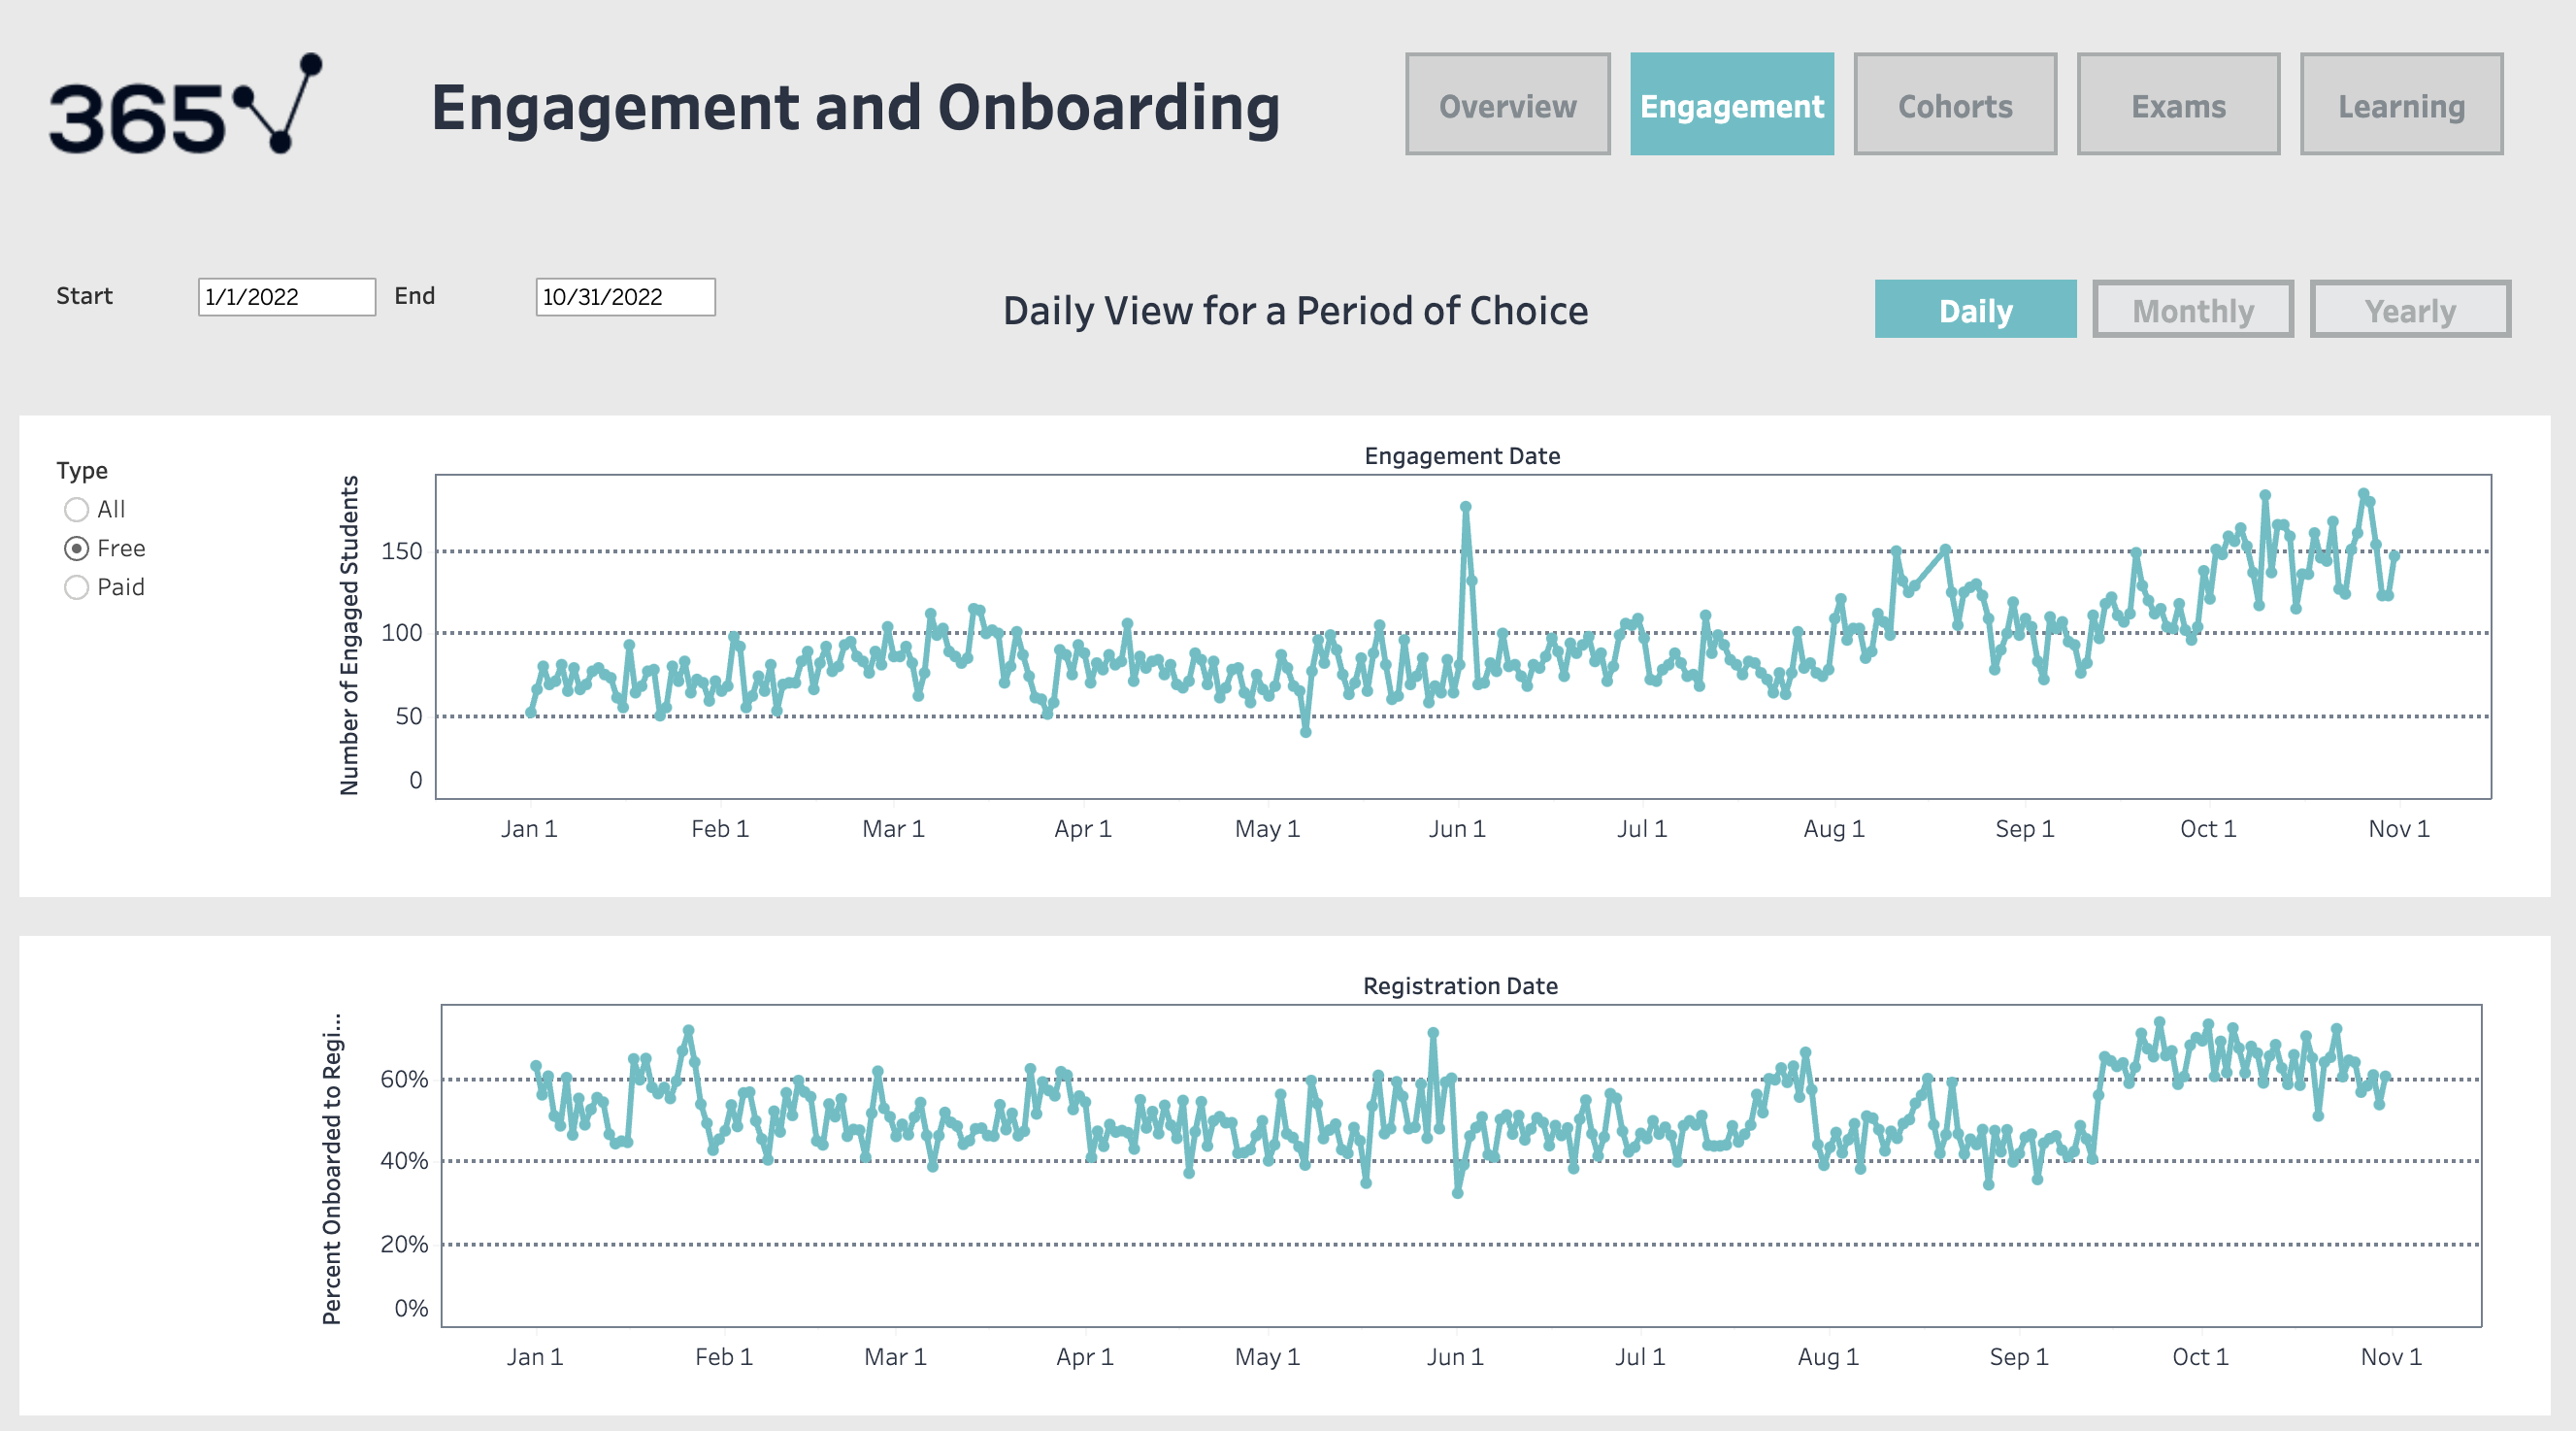 365
Engagement and Onboarding
Overview
Engagement
Cohorts
Exams
Learning
Start
1/1/2022
End
10/31/2022
Daily View for a Period of Choice
Daily
Monthly
Yearly
Type
All
Free
Paid
Engagement Date
Number of Engaged Students
150
100
50
0
Jan 1
Feb 1
Mar 1
Apr 1
May 1
Jun 1
Jul 1
Aug 1
Sep 1
Oct 1
Nov 1
Registration Date
Percent Onboarded to Regi...
60%
40%
20%
0%
Jan 1
Feb 1
Mar 1
Apr 1
May 1
Jun 1
Jul 1
Aug 1
Sep 1
Oct 1
Nov 1